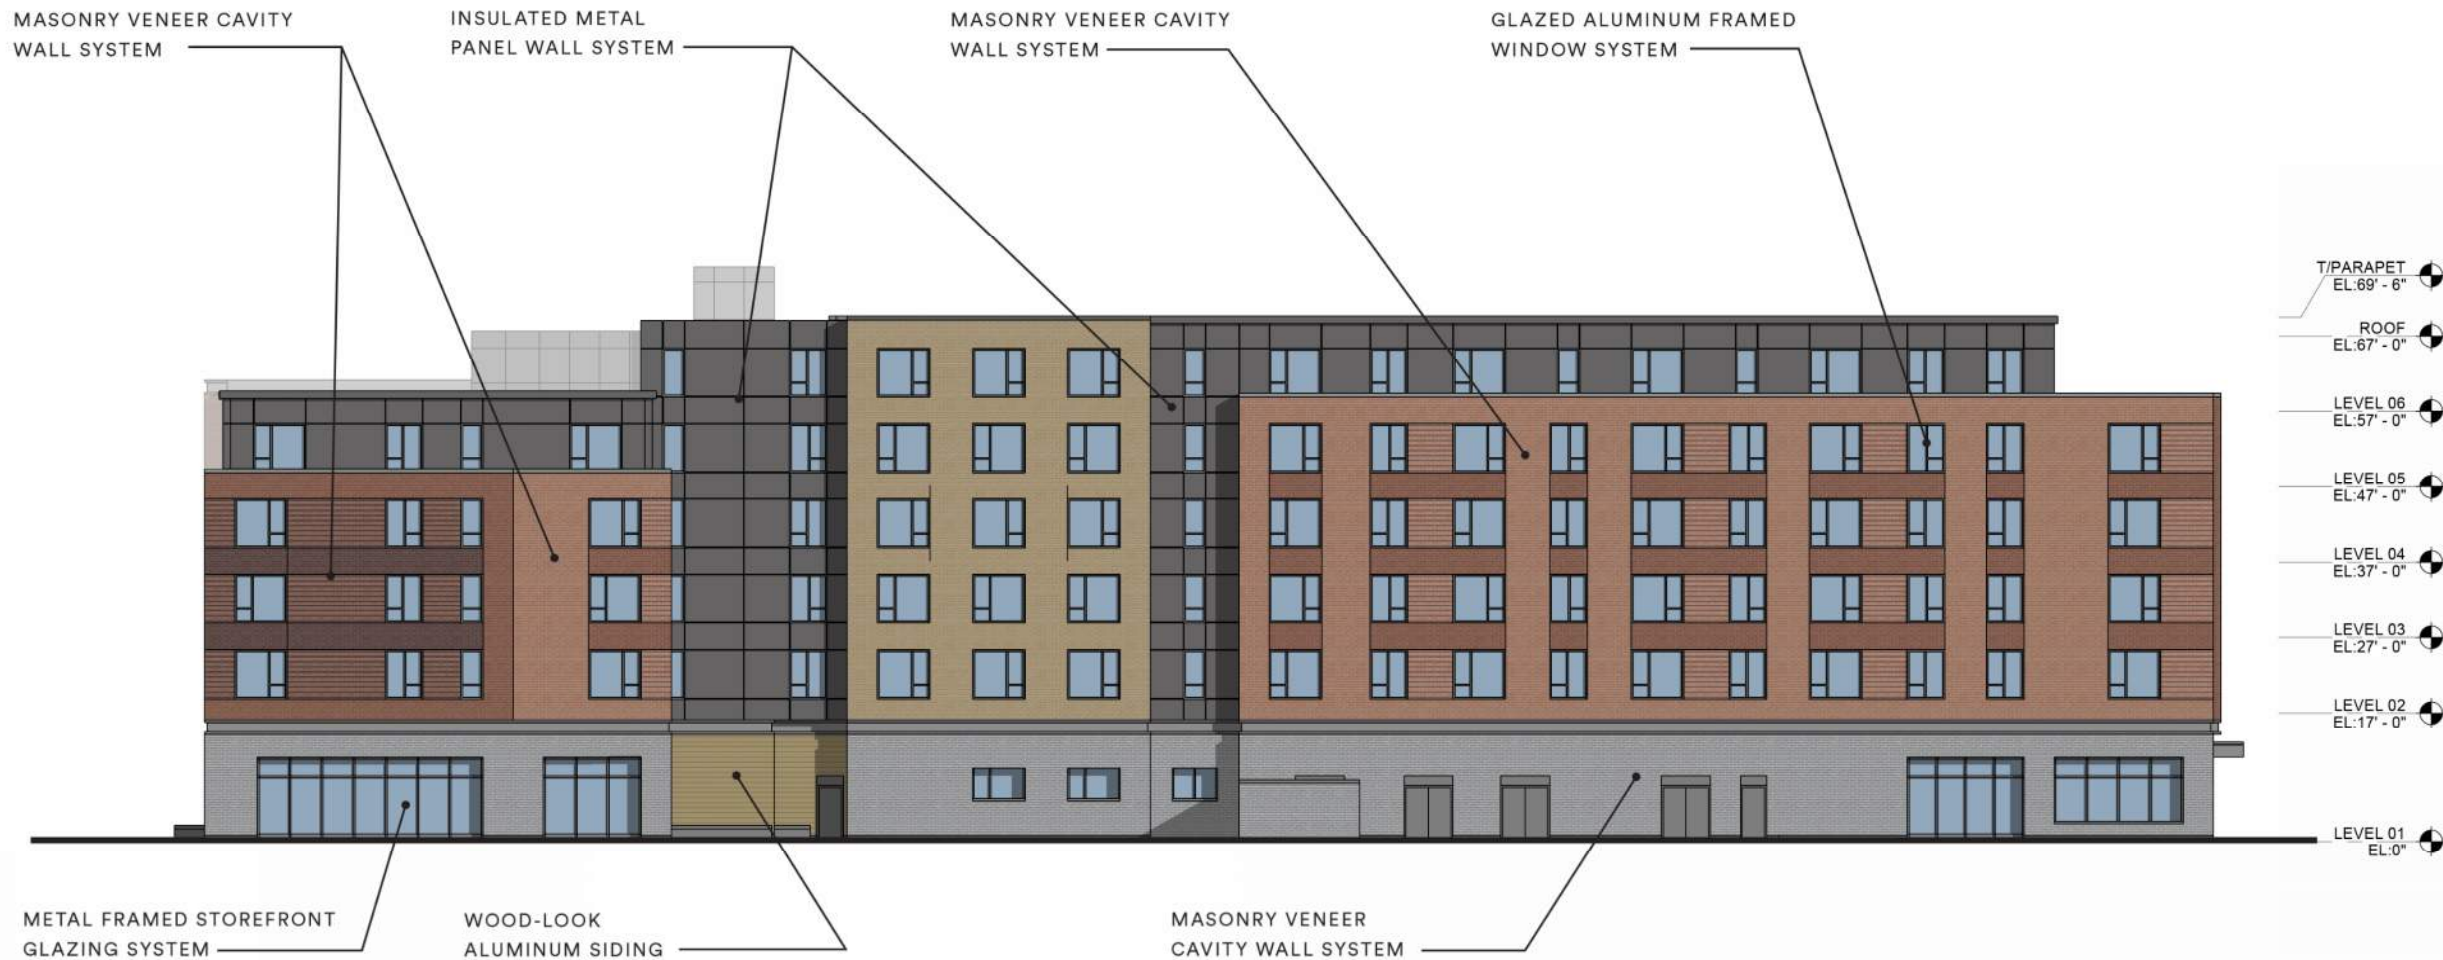 MASONRY VENEER CAVITY
WALL SYSTEM
INSULATED METAL
PANEL WALL SYSTEM
MASONRY VENEER CAVITY
WALL SYSTEM
GLAZED ALUMINUM FRAMED
WINDOW SYSTEM
T/PARAPET
EL:69' - 6"
ROOF
EL:67' - 0"
LEVEL 06
EL:57' - 0"
LEVEL 05
EL:47' - 0"
LEVEL 04
EL:37' - 0"
LEVEL 03
EL:27' - 0"
LEVEL 02
EL:17' - 0"
LEVEL 01
EL:0"
METAL FRAMED STOREFRONT
GLAZING SYSTEM
WOOD-LOOK
ALUMINUM SIDING
MASONRY VENEER
CAVITY WALL SYSTEM